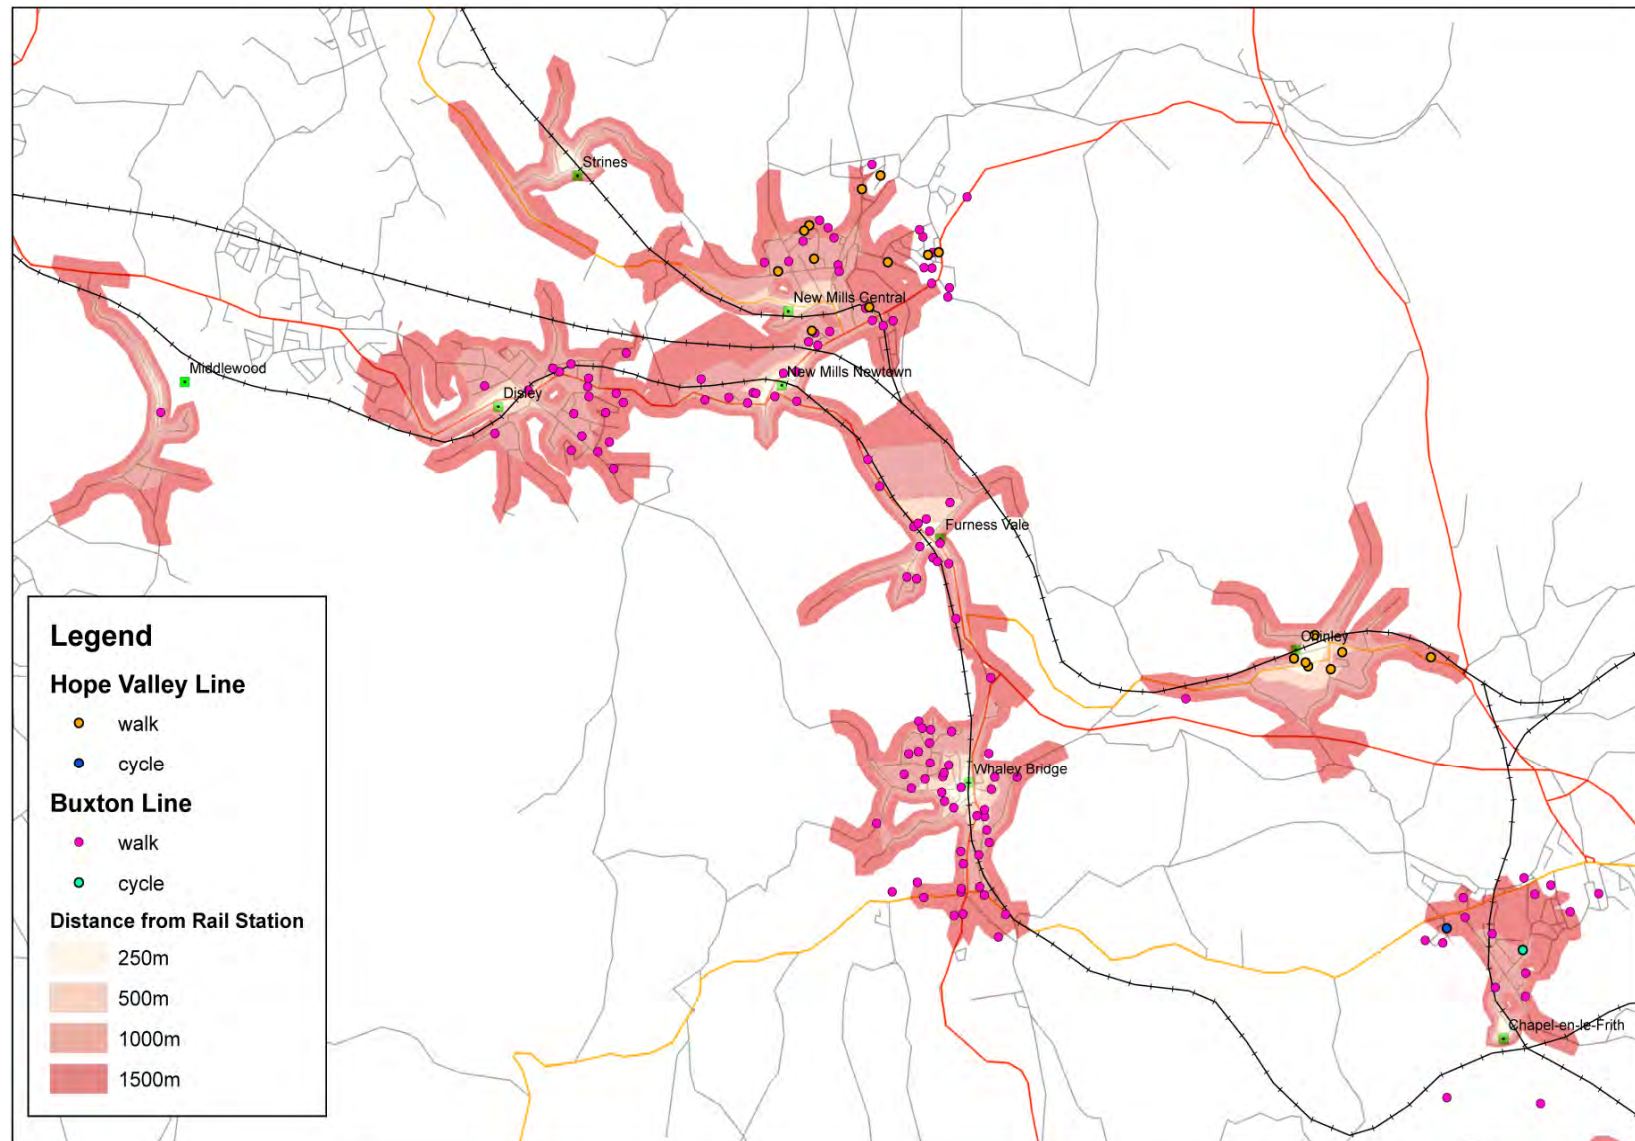 Strines
New Mills Central
Middlewood
New Mills Newtown
Disley
Furness Vale
Chinley
Whaley Bridge
Chapel-en-le-Frith
Legend
Hope Valley Line
walk
cycle
Buxton Line
walk
cycle
Distance from Rail Station
250m
500m
1000m
1500m